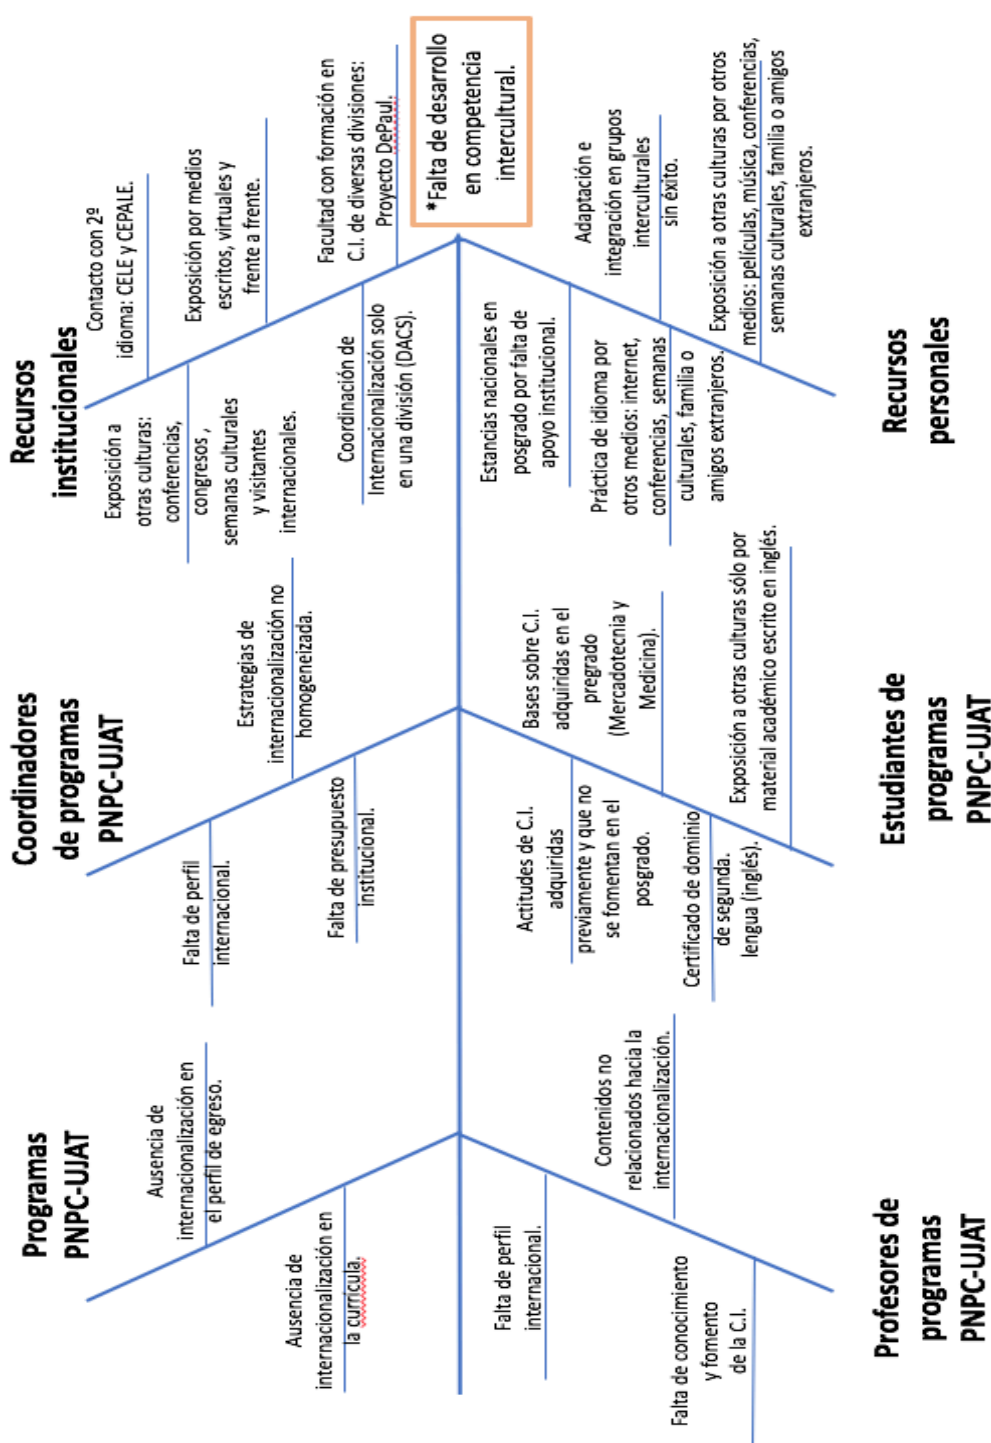 Programas
PNPC-UJAT
Ausencia de
internacionalización en
el perfil de egreso.
Ausencia de
internacionalización en
la currícula.
Coordinadores
de programas
PNPC-UJAT
Falta de perfil
internacional.
Estrategias de
internacionalización no
homogeneizada.
Falta de presupuesto
institucional.
Recursos
institucionales
Contacto con 2º
idioma: CELE y CEPALE.
Exposición a
otras culturas:
conferencias,
congresos ,
semanas culturales
y visitantes
internacionales.
Exposición por medios
escritos, virtuales y
frente a frente.
Coordinación de
Internacionalización solo
en una división (DACS).
Facultad con formación en
C.I. de diversas divisiones:
Proyecto DePaul.
*Falta de desarrollo
en competencia
intercultural.
Falta de perfil
internacional.
Contenidos no
relacionados hacia la
internacionalización.
Falta de conocimiento
y fomento
de la C.I.
Profesores de
programas
PNPC-UJAT
Bases sobre C.I.
adquiridas en el
pregrado
(Mercadotecnia y
Medicina).
Actitudes de C.I.
adquiridas
previamente y que no
se fomentan en el
posgrado.
Certificado de dominio
de segunda.
lengua (inglés).
Exposición a otras culturas sólo por
material académico escrito en inglés.
Estudiantes de
programas
PNPC-UJAT
Estancias nacionales en
posgrado por falta de
apoyo institucional.
Adaptación e
integración en grupos
interculturales
sin éxito.
Práctica de idioma por
otros medios: internet,
conferencias, semanas
culturales, familia o
amigos extranjeros.
Exposición a otras culturas por otros
medios: películas, música, conferencias,
semanas culturales, familia o amigos
extranjeros.
Recursos
personales